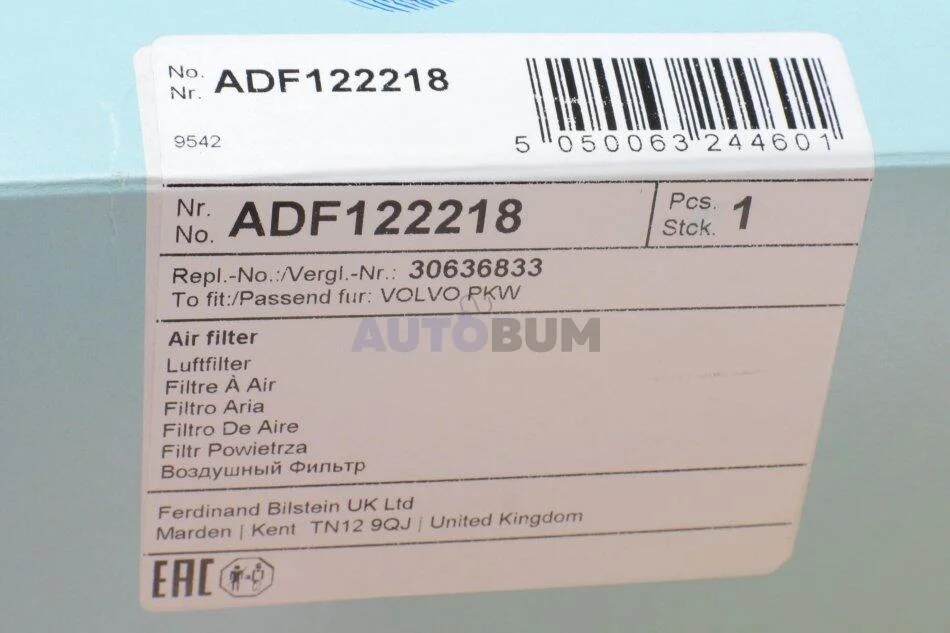 No. ADF122218
Nr.
9542
5 050063 244601
Nr. ADF122218
No.
Pcs. 1
Stck.
Repl.-No.:/Vergl.-Nr.: 30636833
To fit:/Passend fur: VOLVO PKW
AUTOBUM
Air filter
Luftfilter
Filtre À Air
Filtro Aria
Filtro De Aire
Filtr Powietrza
Воздушный Фильтр
Ferdinand Bilstein UK Ltd
Marden | Kent TN12 9QJ | United Kingdom
EAC